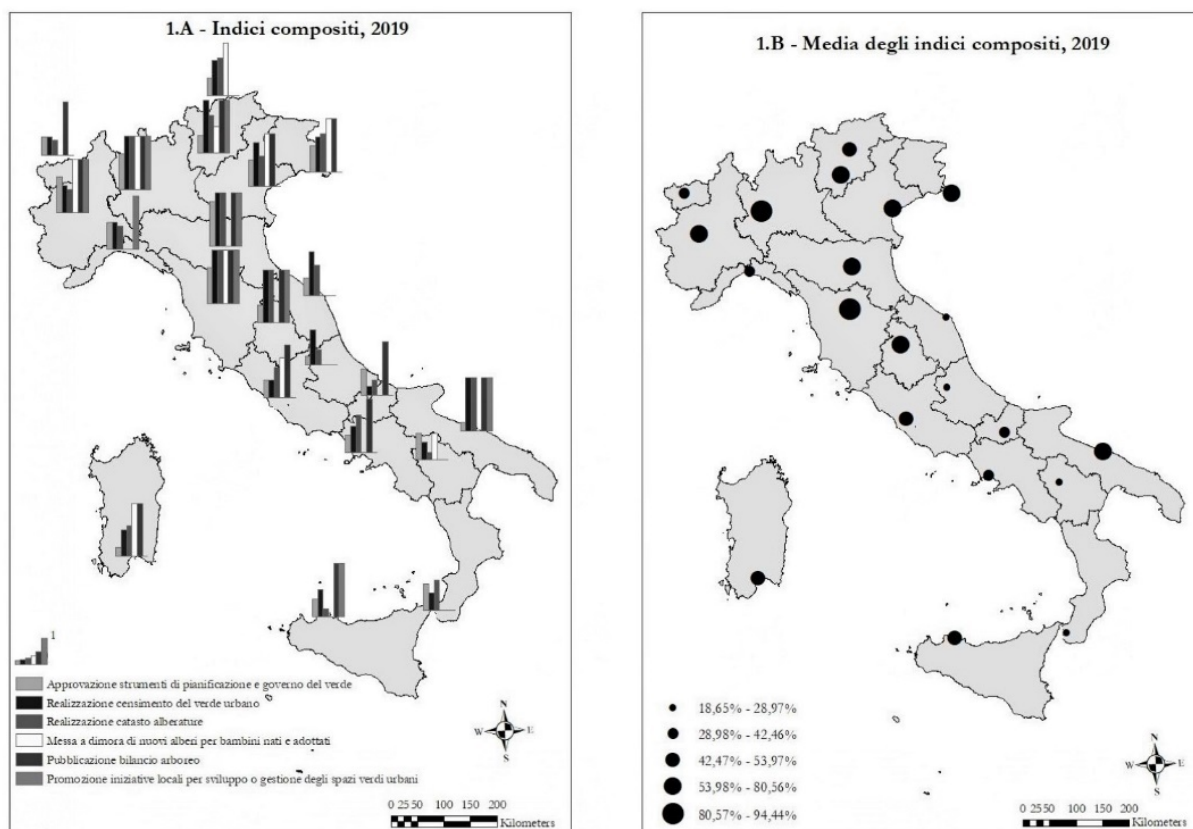 1.A - Indici compositi, 2019
1
Approvazione strumenti di pianificazione e governo del verde
Realizzazione censimento del verde urbano
Realizzazione catasto alberature
Messa a dimora di nuovi alberi per bambini nati e adottati
Pubblicazione bilancio arboreo
Promozione iniziative locali per sviluppo o gestione degli spazi verdi urbani
N
W E
S
0 25 50 100 150 200
Kilometers
1.B - Media degli indici compositi, 2019
18,65% - 28,97%
28,98% - 42,46%
42,47% - 53,97%
53,98% - 80,56%
80,57% - 94,44%
N
W E
S
0 25 50 100 150 200
Kilometers